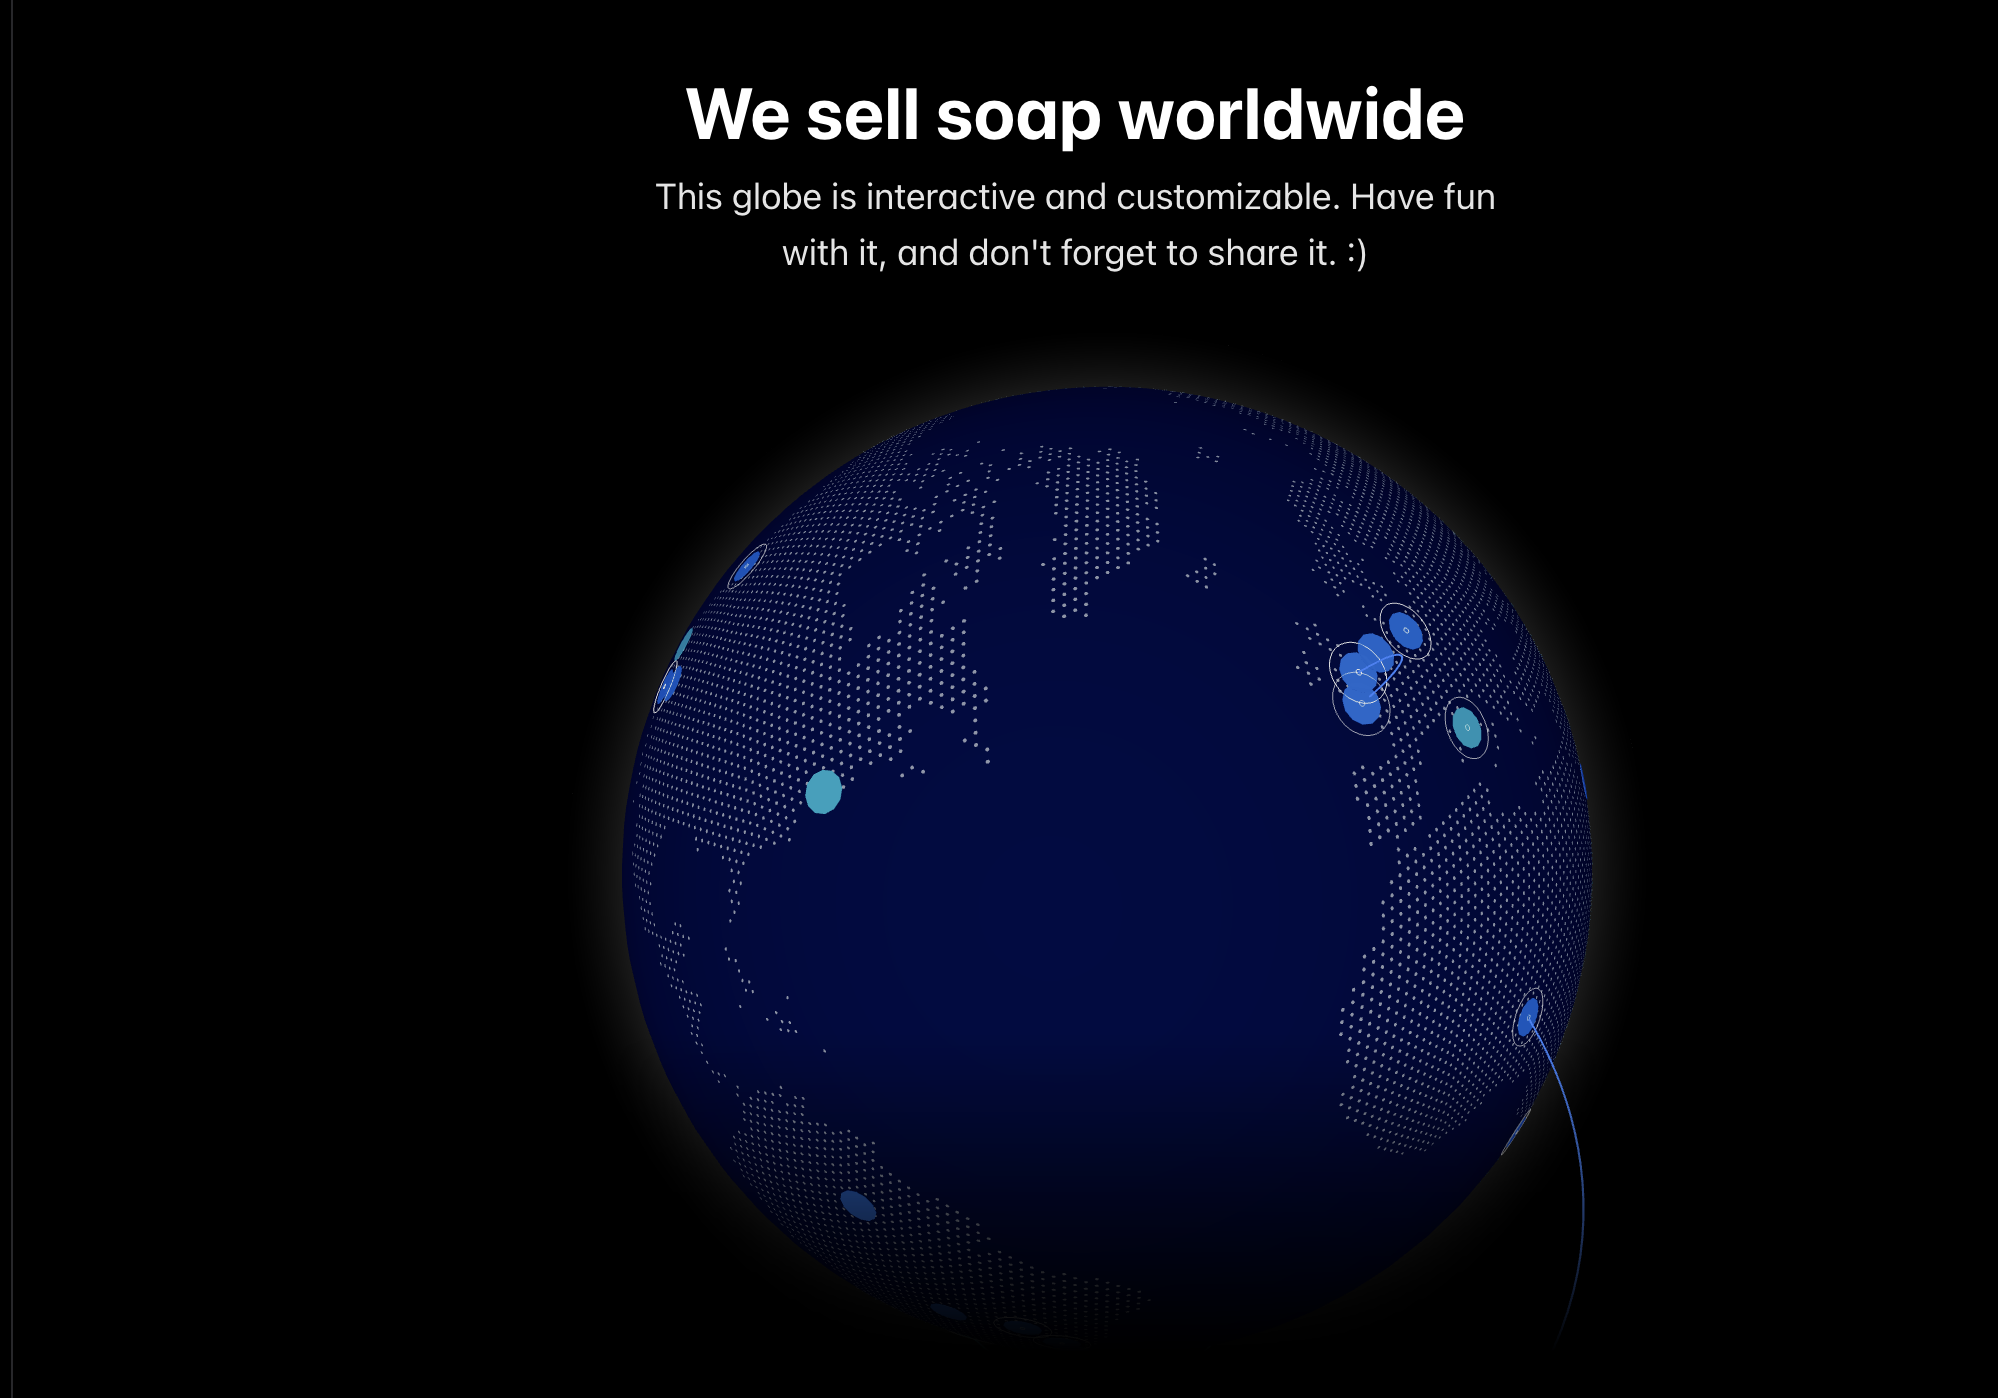 We sell soap worldwide
This globe is interactive and customizable. Have fun
with it, and don't forget to share it. :)